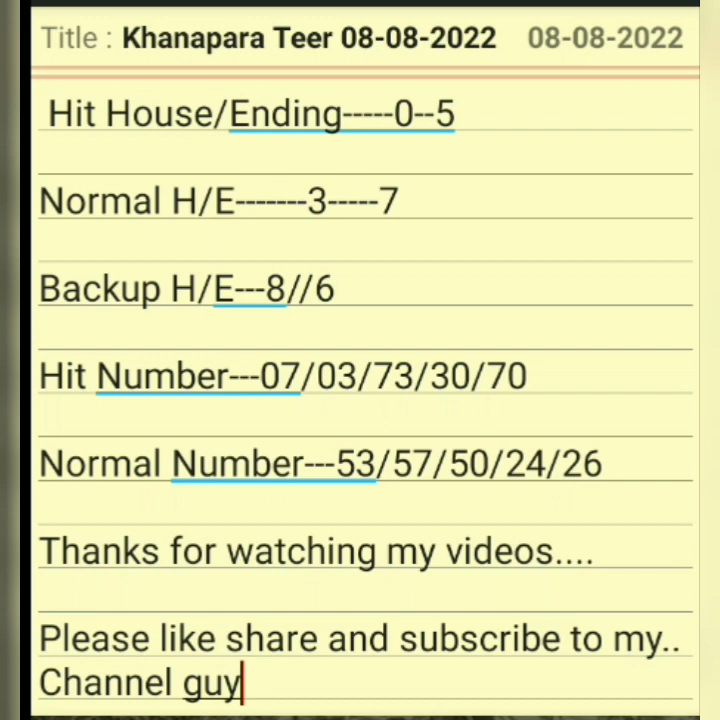 Title : Khanapara Teer 08-08-2022 08-08-2022
Hit House/Ending-----0--5
Normal H/E-------3-----7
Backup H/E---8//6
Hit Number---07/03/73/30/70
Normal Number---53/57/50/24/26
Thanks for watching my videos....
Please like share and subscribe to my..
Channel guy